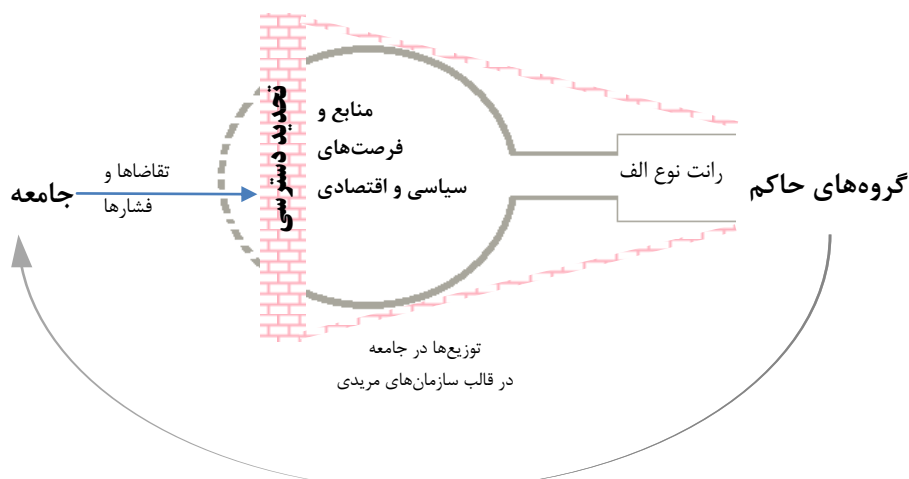 جامعه
تقاضاها و
فشارها
تحدید دسترسی
منابع و
فرصت‌های
سیاسی و اقتصادی
رانت نوع الف
گروه‌های حاکم
توزیع‌ها در جامعه
در قالب سازمان‌های مریدی